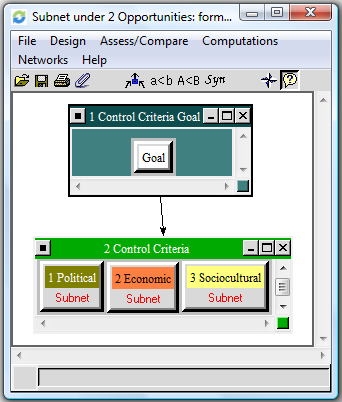 Subnet under 2 Opportunities: form...
File Design Assess/Compare Computations
Networks Help
a<b A<B Syn
1 Control Criteria Goal
Goal
2 Control Criteria
1 Political 2 Economic 3 Sociocultural
Subnet Subnet Subnet